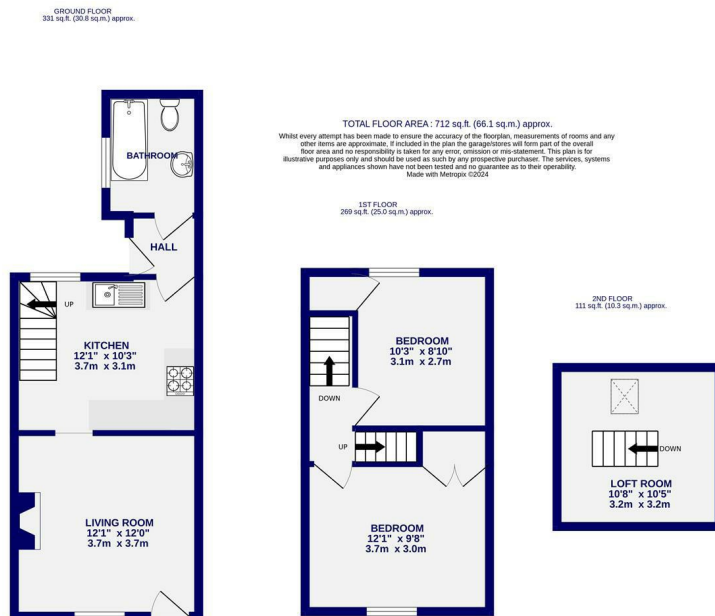 GROUND FLOOR
331 sq.ft. (30.8 sq.m.) approx.
TOTAL FLOOR AREA : 712 sq.ft. (66.1 sq.m.) approx.
Whilst every attempt has been made to ensure the accuracy of the floorplan, measurements of rooms and any
other items are approximate, If included in the plan the garage/stores will form part of the overall
floor area and no responsibility is taken for any error, omission or mis-statement. This plan is for
illustrative purposes only and should be used as such by any prospective purchaser. The services, systems
and appliances shown have not been tested and no guarantee as to their operability.
Made with Metropix ©2024
BATHROOM
HALL
UP
KITCHEN
12'1" x 10'3"
3.7m x 3.1m
LIVING ROOM
12'1" x 12'0"
3.7m x 3.7m
1ST FLOOR
269 sq.ft. (25.0 sq.m.) approx.
BEDROOM
10'3" x 8'10"
3.1m x 2.7m
DOWN
UP
BEDROOM
12'1" x 9'8"
3.7m x 3.0m
2ND FLOOR
111 sq.ft. (10.3 sq.m.) approx.
DOWN
LOFT ROOM
10'8" x 10'5"
3.2m x 3.2m